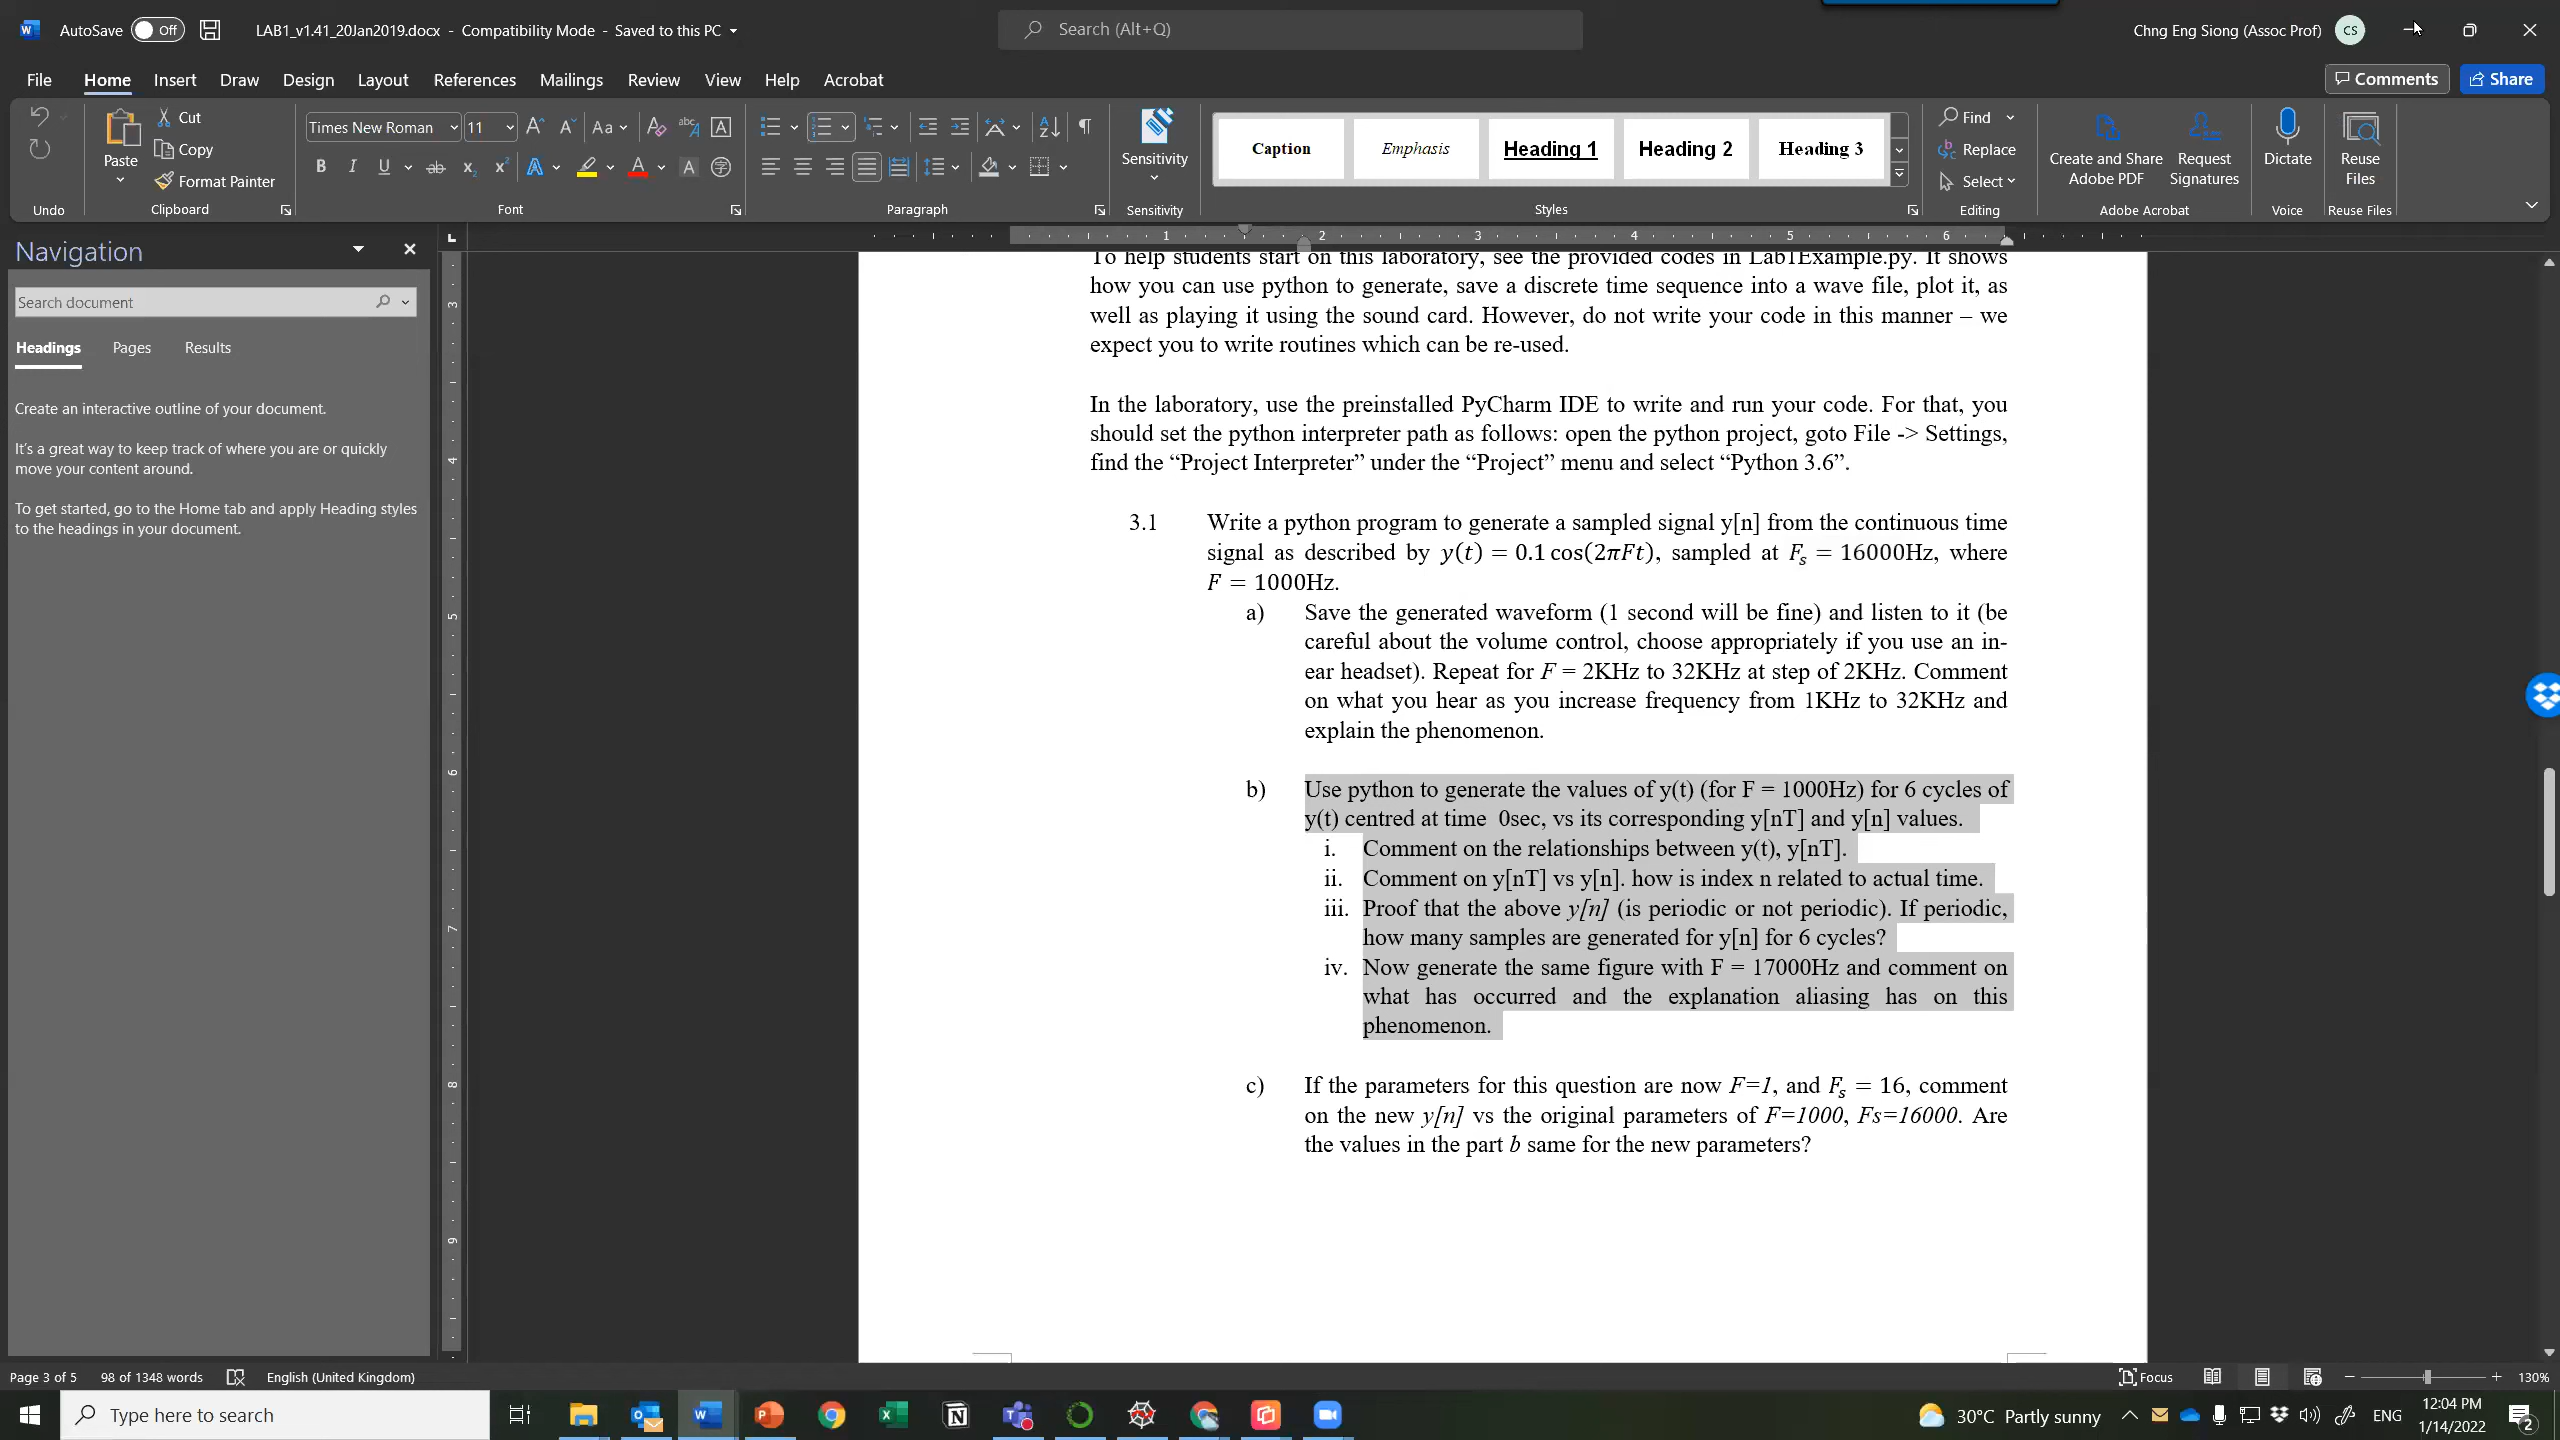 AutoSave Off LAB1_v1.41_20Jan2019.docx - Compatibility Mode - Saved to this PC Search (Alt+Q) Chng Eng Siong (Assoc Prof) CS
File Home Insert Draw Design Layout References Mailings Review View Help Acrobat Comments Share
Paste Cut Copy Format Painter
Times New Roman 11
Sensitivity
Caption Emphasis Heading 1 Heading 2 Heading 3
Find Replace Select
Create and Share Adobe PDF Request Signatures Dictate Reuse Files
Undo Clipboard Font Paragraph Sensitivity Styles Editing Adobe Acrobat Voice Reuse Files
Navigation
Search document
Headings Pages Results
Create an interactive outline of your document.
It's a great way to keep track of where you are or quickly
move your content around.
To get started, go to the Home tab and apply Heading styles
to the headings in your document.
1 2 3 4 5 6
3
4
5
6
7
8
9
To help students start on this laboratory, see the provided codes in Lab1Example.py. It shows
how you can use python to generate, save a discrete time sequence into a wave file, plot it, as
well as playing it using the sound card. However, do not write your code in this manner – we
expect you to write routines which can be re-used.
In the laboratory, use the preinstalled PyCharm IDE to write and run your code. For that, you
should set the python interpreter path as follows: open the python project, goto File -> Settings,
find the “Project Interpreter” under the “Project” menu and select “Python 3.6”.
3.1 Write a python program to generate a sampled signal y[n] from the continuous time
signal as described by y(t) = 0.1 cos(2πFt), sampled at Fs = 16000Hz, where
F = 1000Hz.
a) Save the generated waveform (1 second will be fine) and listen to it (be
careful about the volume control, choose appropriately if you use an in-
ear headset). Repeat for F = 2KHz to 32KHz at step of 2KHz. Comment
on what you hear as you increase frequency from 1KHz to 32KHz and
explain the phenomenon.
b) Use python to generate the values of y(t) (for F = 1000Hz) for 6 cycles of
y(t) centred at time 0sec, vs its corresponding y[nT] and y[n] values.
i. Comment on the relationships between y(t), y[nT].
ii. Comment on y[nT] vs y[n]. how is index n related to actual time.
iii. Proof that the above y[n] (is periodic or not periodic). If periodic,
how many samples are generated for y[n] for 6 cycles?
iv. Now generate the same figure with F = 17000Hz and comment on
what has occurred and the explanation aliasing has on this
phenomenon.
c) If the parameters for this question are now F=1, and Fs = 16, comment
on the new y[n] vs the original parameters of F=1000, Fs=16000. Are
the values in the part b same for the new parameters?
Page 3 of 5 98 of 1348 words English (United Kingdom) Focus 130%
Type here to search 30°C Partly sunny ENG 12:04 PM
1/14/2022 2